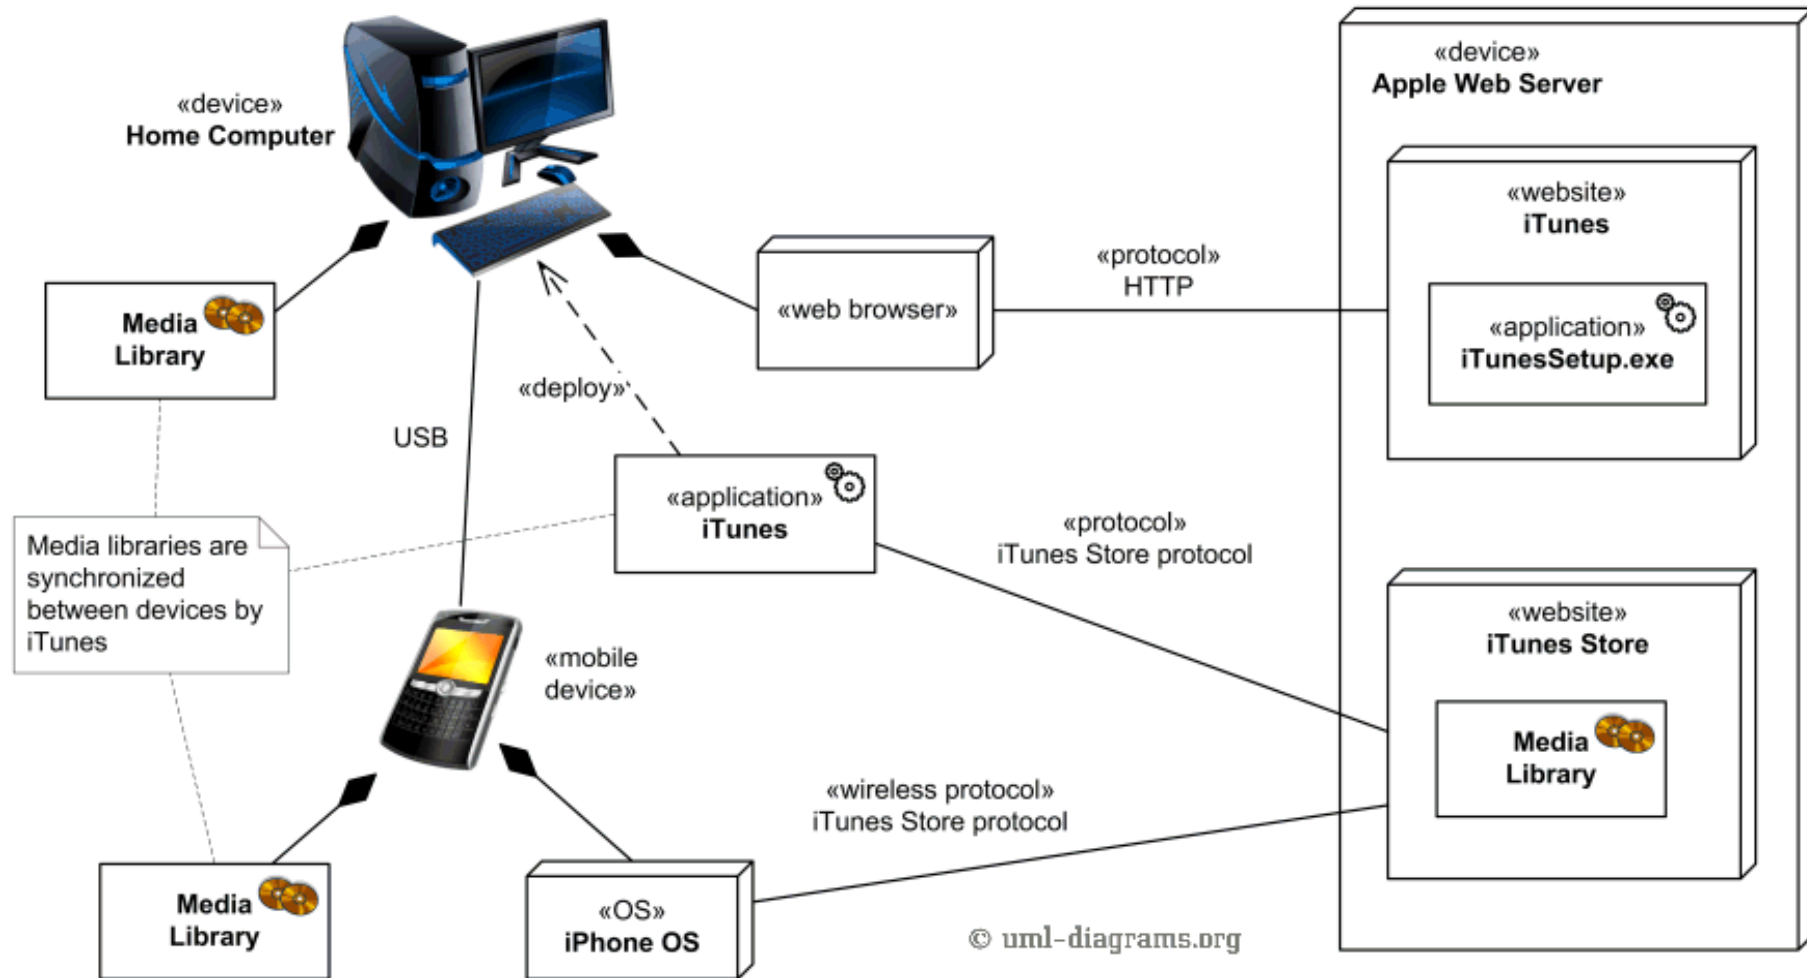 «device»
Home Computer
«device»
Apple Web Server
«website»
iTunes
«application»
iTunesSetup.exe
«protocol»
HTTP
«web browser»
Media
Library
«deploy»
USB
«application»
iTunes
«protocol»
iTunes Store protocol
Media libraries are
synchronized
between devices by
iTunes
«mobile
device»
«website»
iTunes Store
Media
Library
«wireless protocol»
iTunes Store protocol
Media
Library
«OS»
iPhone OS
© uml-diagrams.org